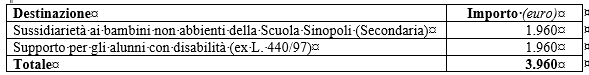 Destinazione Importo (euro)
Sussidiarietà ai bambini non abbienti della Scuola Sinopoli (Secondaria) 1.960
Supporto per gli alunni con disabilità (ex L. 440/97) 1.960
Totale 3.960